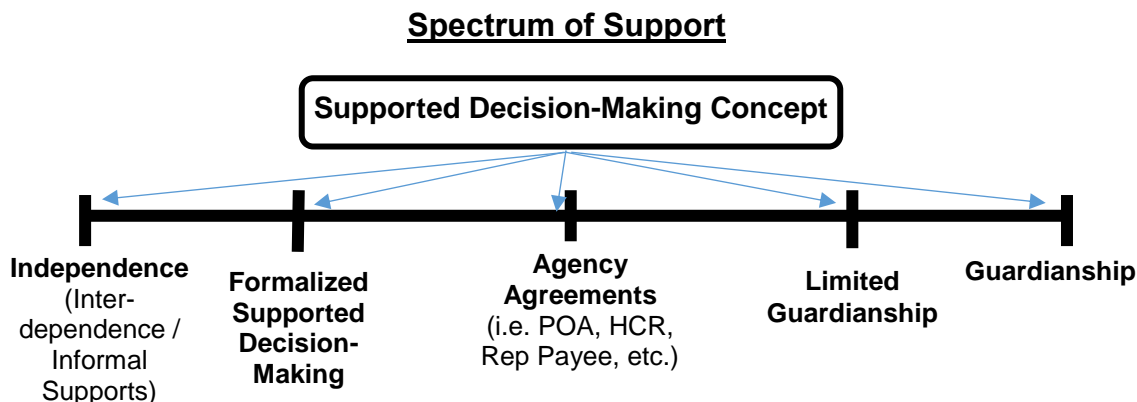 Spectrum of Support
Supported Decision-Making Concept
Independence
(Inter-
dependence /
Informal
Supports)
Formalized
Supported
Decision-
Making
Agency
Agreements
(i.e. POA, HCR,
Rep Payee, etc.)
Limited
Guardianship
Guardianship